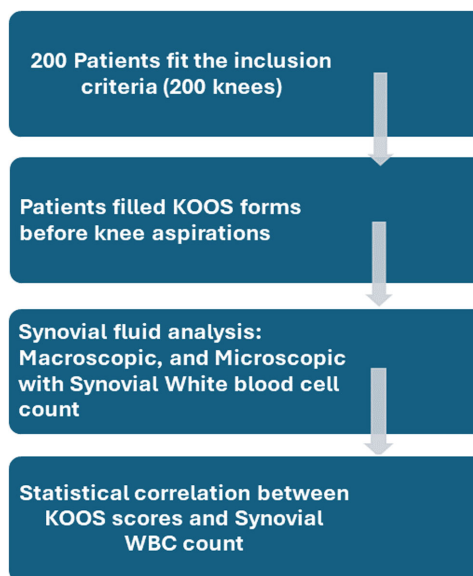 200 Patients fit the inclusion
criteria (200 knees)
Patients filled KOOS forms
before knee aspirations
Synovial fluid analysis:
Macroscopic, and Microscopic
with Synovial White blood cell
count
Statistical correlation between
KOOS scores and Synovial
WBC count